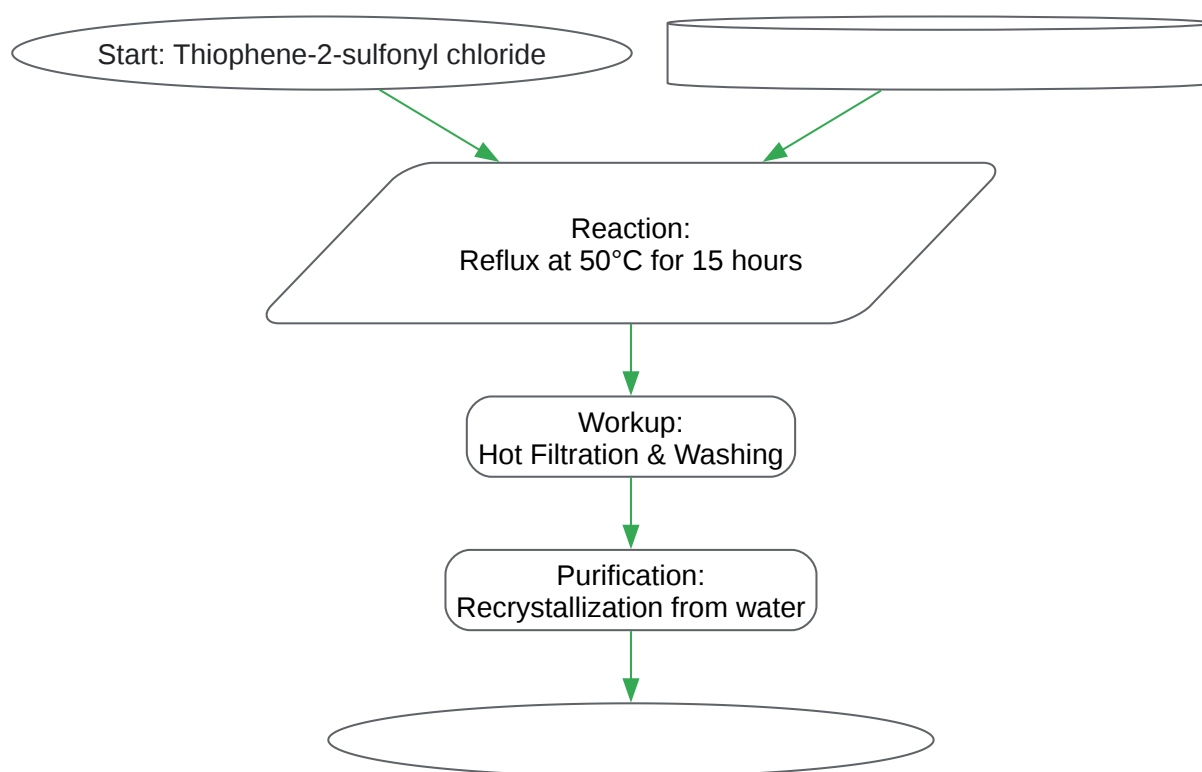 Start: Thiophene-2-sulfonyl chloride
Reaction:
Reflux at 50°C for 15 hours
Workup:
Hot Filtration & Washing
Purification:
Recrystallization from water